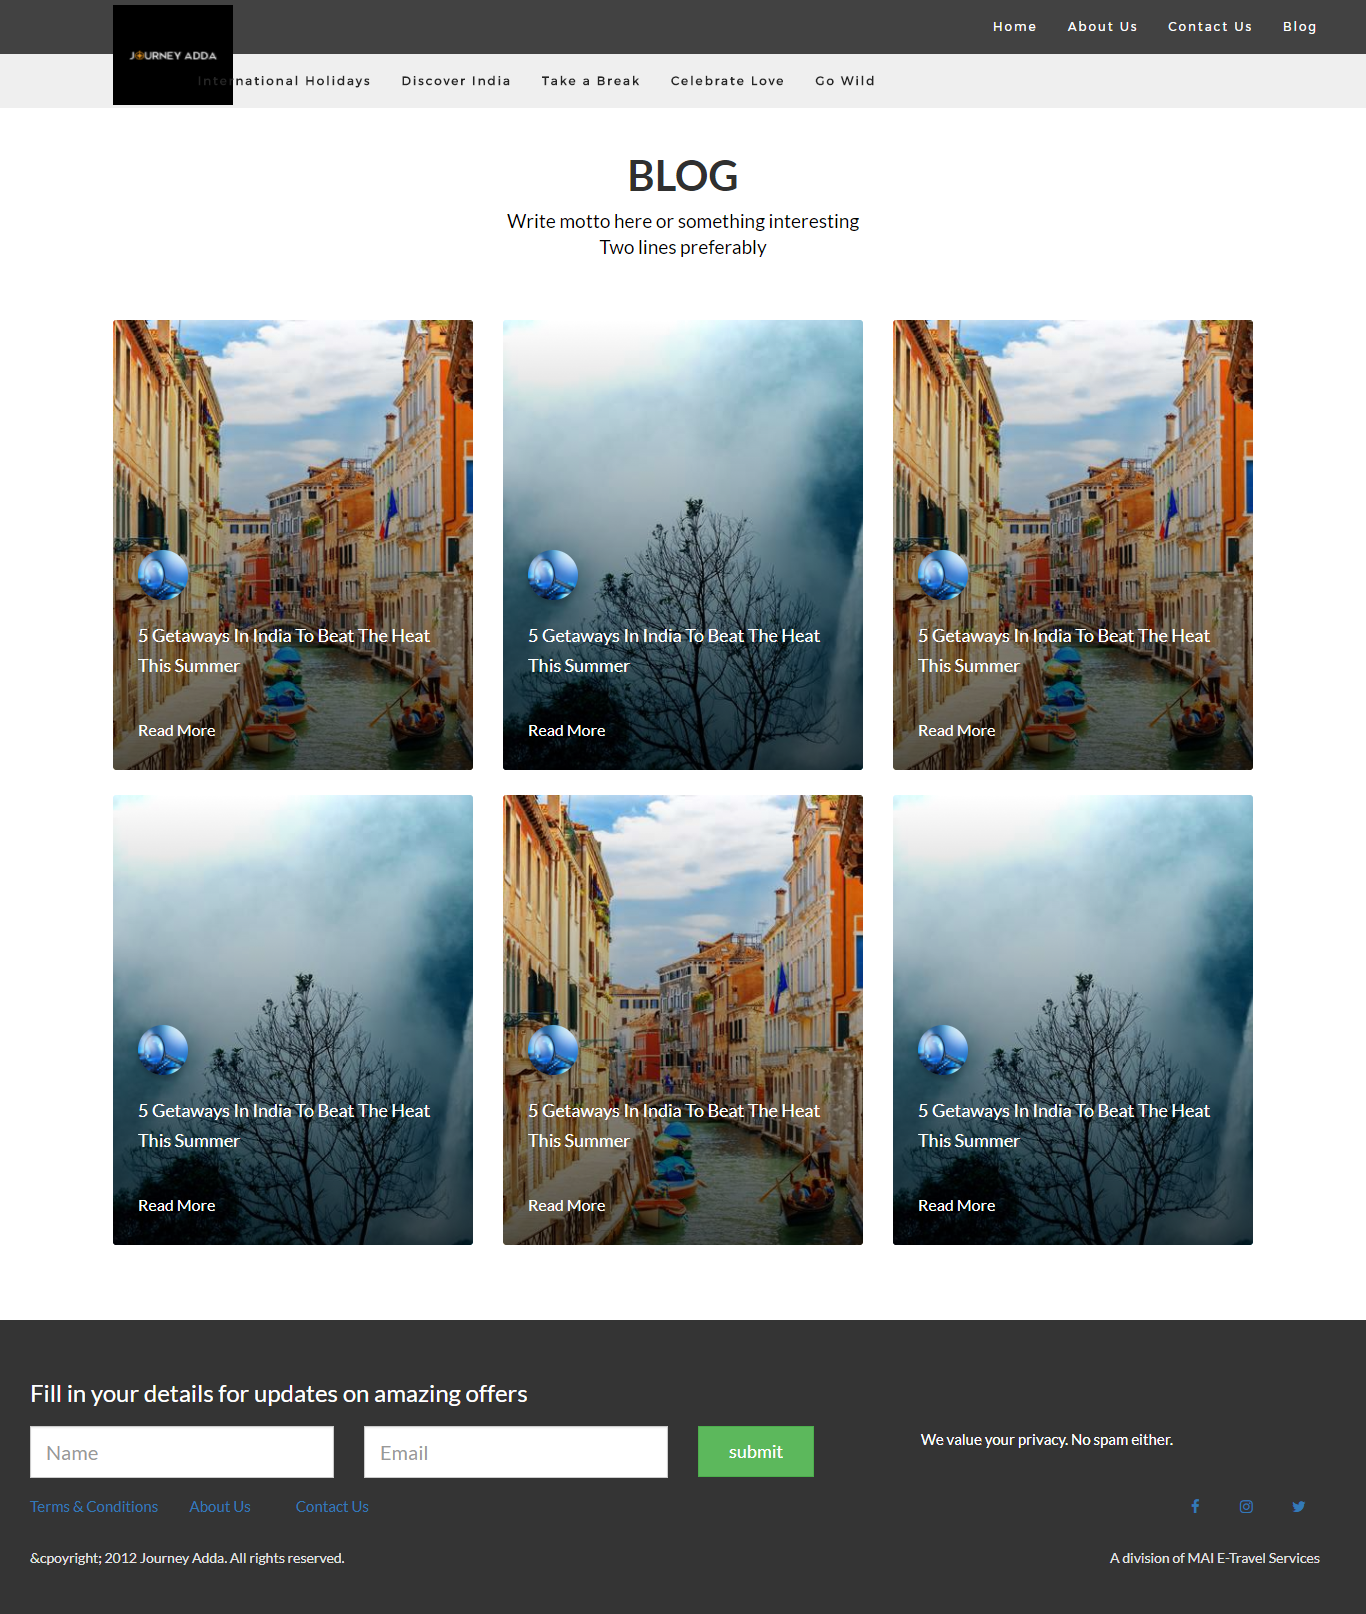 JOURNEY ADDA
Home About Us Contact Us Blog
International Holidays Discover India Take a Break Celebrate Love Go Wild
BLOG
Write motto here or something interesting
Two lines preferably
5 Getaways In India To Beat The Heat
This Summer
Read More
5 Getaways In India To Beat The Heat
This Summer
Read More
5 Getaways In India To Beat The Heat
This Summer
Read More
5 Getaways In India To Beat The Heat
This Summer
Read More
5 Getaways In India To Beat The Heat
This Summer
Read More
5 Getaways In India To Beat The Heat
This Summer
Read More
Fill in your details for updates on amazing offers
Name Email submit We value your privacy. No spam either.
Terms & Conditions About Us Contact Us
&cpoyright; 2012 Journey Adda. All rights reserved. A division of MAI E-Travel Services